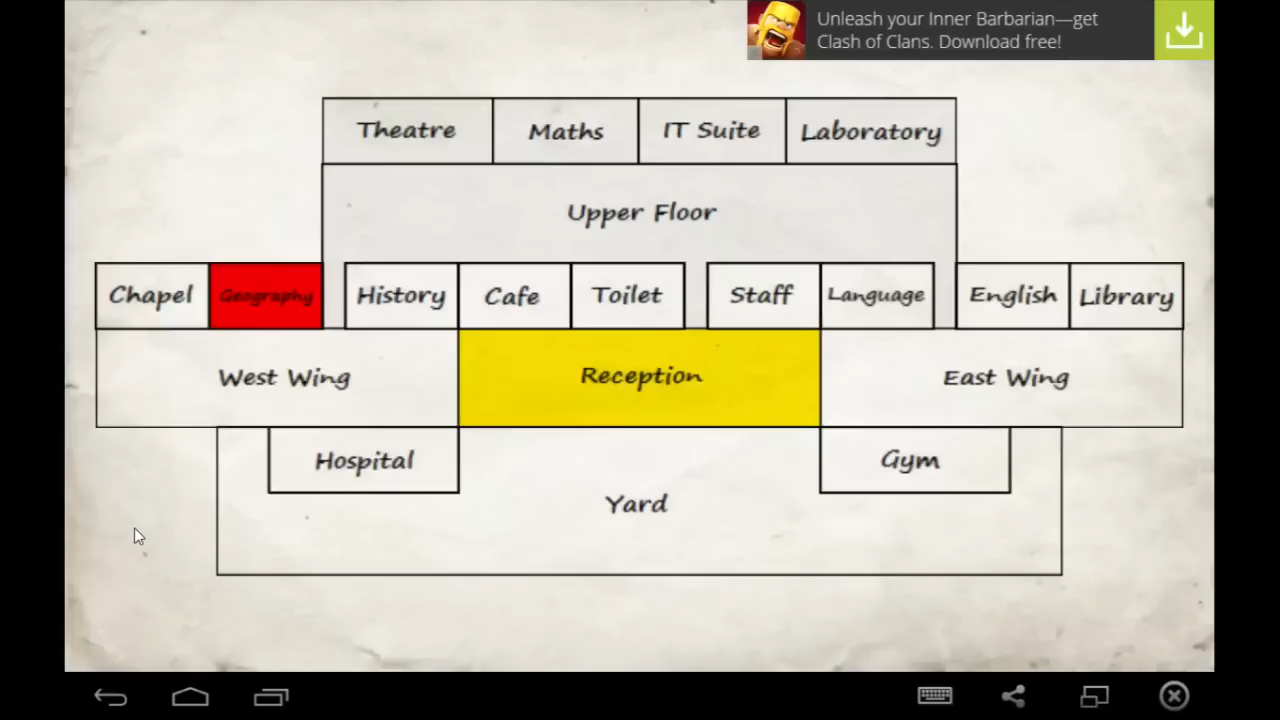 Unleash your Inner Barbarian—get
Clash of Clans. Download free!
Theatre Maths IT Suite Laboratory
Upper Floor
Chapel Geography History Cafe Toilet Staff Language English Library
West Wing Reception East Wing
Hospital Gym
Yard